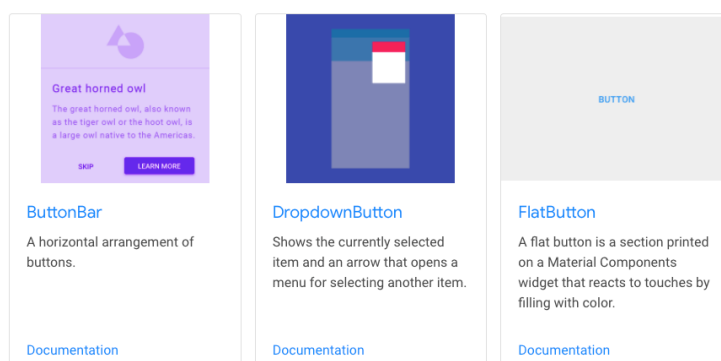 Great horned owl
The great horned owl, also known
as the tiger owl or the hoot owl, is
a large owl native to the Americas.
SKIP
LEARN MORE
ButtonBar
A horizontal arrangement of
buttons.
Documentation
DropdownButton
Shows the currently selected
item and an arrow that opens a
menu for selecting another item.
Documentation
BUTTON
FlatButton
A flat button is a section printed
on a Material Components
widget that reacts to touches by
filling with color.
Documentation